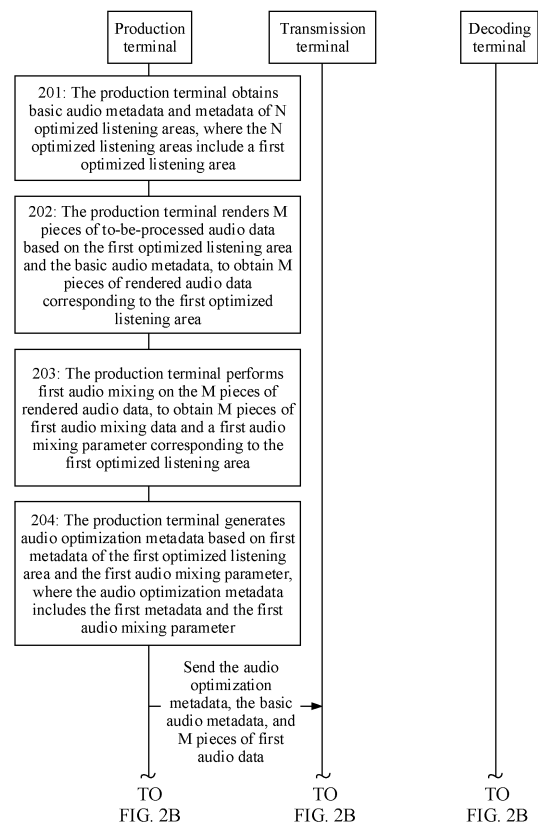 Production
terminal
Transmission
terminal
Decoding
terminal
201: The production terminal obtains
basic audio metadata and metadata of N
optimized listening areas, where the N
optimized listening areas include a first
optimized listening area
202: The production terminal renders M
pieces of to-be-processed audio data
based on the first optimized listening area
and the basic audio metadata, to obtain M
pieces of rendered audio data
corresponding to the first optimized
listening area
203: The production terminal performs
first audio mixing on the M pieces of
rendered audio data, to obtain M pieces of
first audio mixing data and a first audio
mixing parameter corresponding to the
first optimized listening area
204: The production terminal generates
audio optimization metadata based on first
metadata of the first optimized listening
area and the first audio mixing parameter,
where the audio optimization metadata
includes the first metadata and the first
audio mixing parameter
Send the audio
optimization
metadata, the basic
audio metadata, and
M pieces of first
audio data
TO
FIG. 2B
TO
FIG. 2B
TO
FIG. 2B